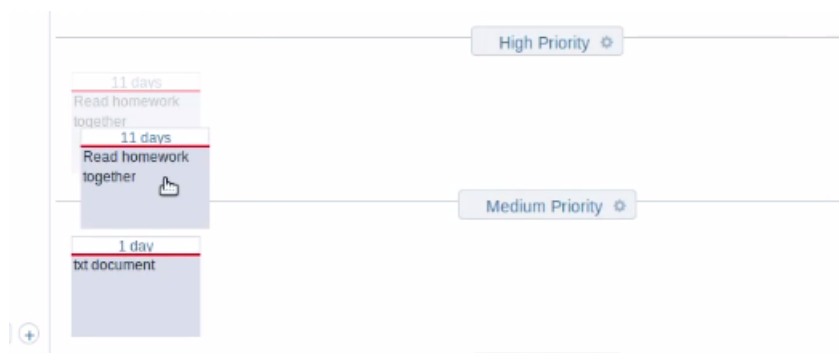 High Priority
11 days
Read homework
together
11 days
Read homework
together
Medium Priority
1 day
txt document